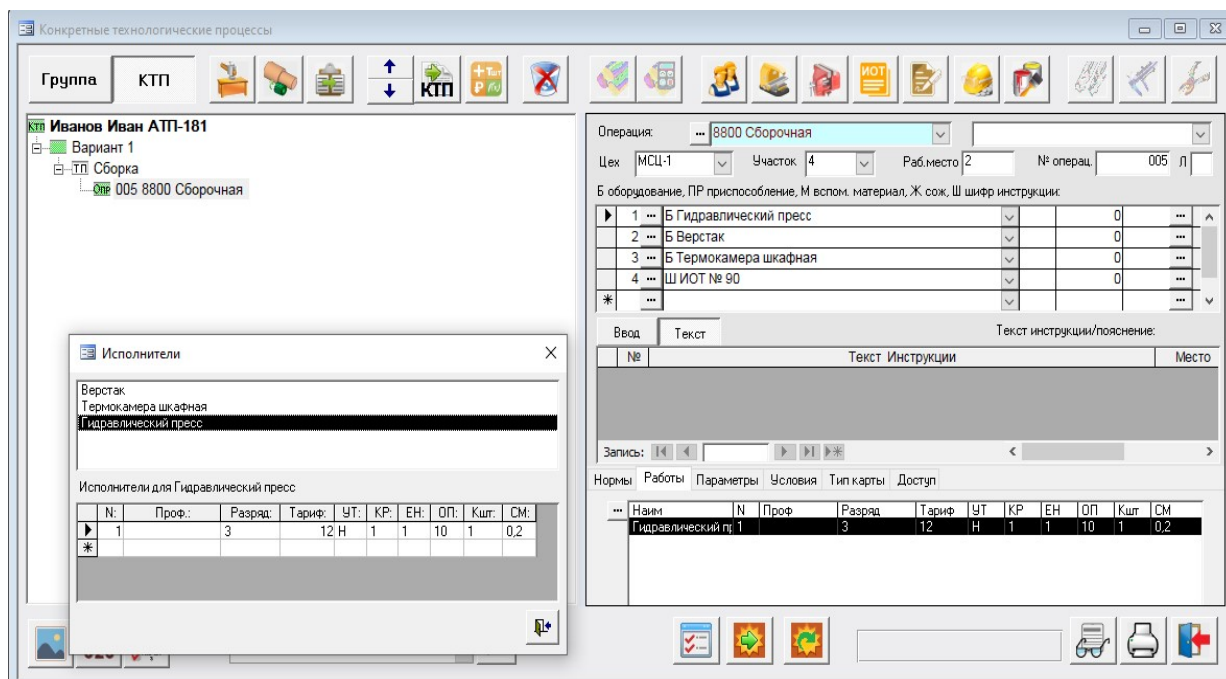 Конкретные технологические процессы
Группа КТП КТП +Tшт P f(x) ИОТ
КТП Иванов Иван АТП-181
Вариант 1
ТП Сборка
Опр 005 8800 Сборочная
Операция: ... 8800 Сборочная
Цех МСЦ-1 Участок 4 Раб.место 2 № операц. 005 Л
Б оборудование, ПР приспособление, М вспом. материал, Ж сож, Ш шифр инструкции:
1 ... Б Гидравлический пресс 0 ...
2 ... Б Верстак 0 ...
3 ... Б Термокамера шкафная 0 ...
4 ... Ш ИОТ № 90 0 ...
... ...
Ввод Текст Текст инструкции/пояснение:
№ Текст Инструкции Место
Запись:
Нормы Работы Параметры Условия Тип карты Доступ
... Наим N Проф Разряд Тариф УТ КР ЕН ОП Кшт СМ
Гидравлический п 1 3 12 Н 1 1 10 1 0,2
Исполнители
Верстак
Термокамера шкафная
Гидравлический пресс
Исполнители для Гидравлический пресс
N: Проф.: Разряд: Тариф: УТ: КР: ЕН: ОП: Кшт: СМ:
1 3 12 Н 1 1 10 1 0,2